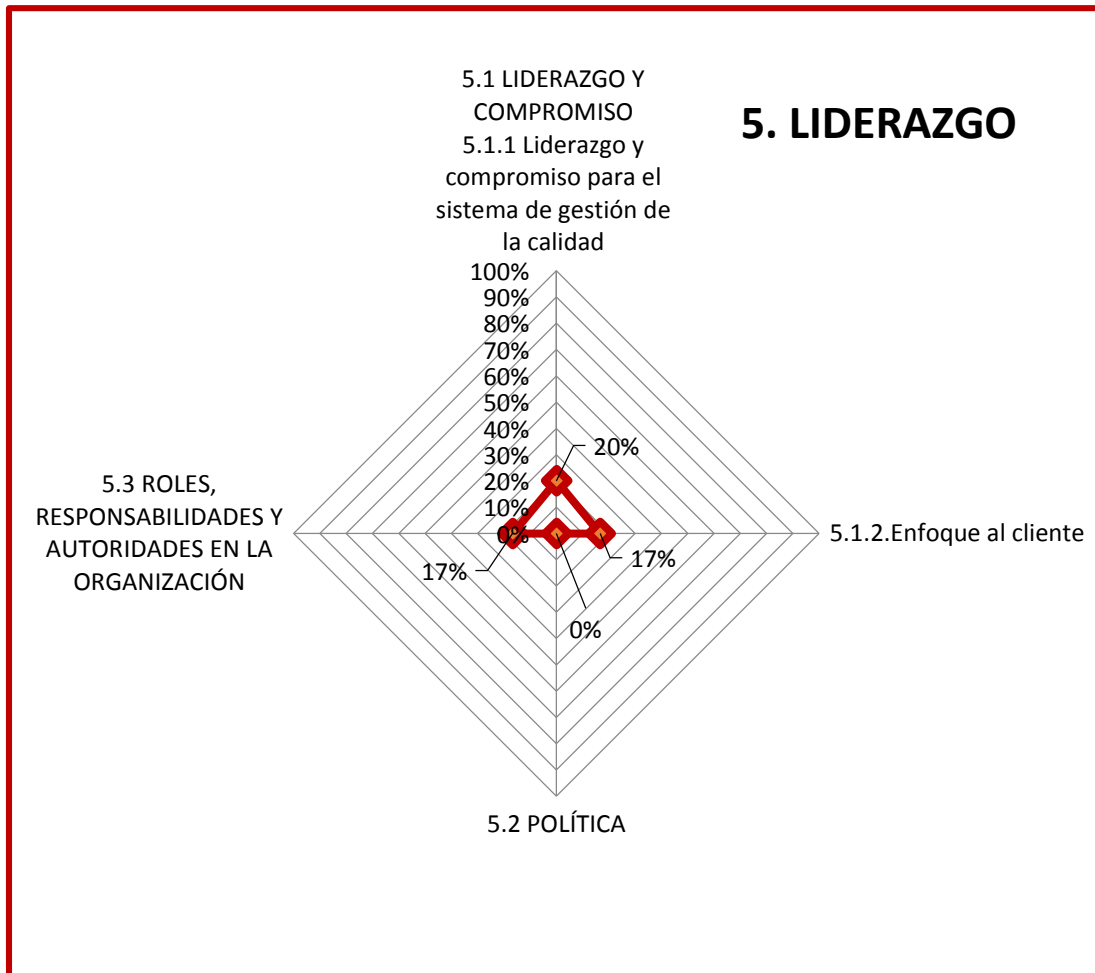 5. LIDERAZGO
5.1 LIDERAZGO Y
COMPROMISO
5.1.1 Liderazgo y
compromiso para el
sistema de gestión de
la calidad
100%
90%
80%
70%
60%
50%
40%
30%
20%
10%
0%
20%
17%
0%
17%
5.1.2.Enfoque al cliente
5.2 POLÍTICA
5.3 ROLES,
RESPONSABILIDADES Y
AUTORIDADES EN LA
ORGANIZACIÓN